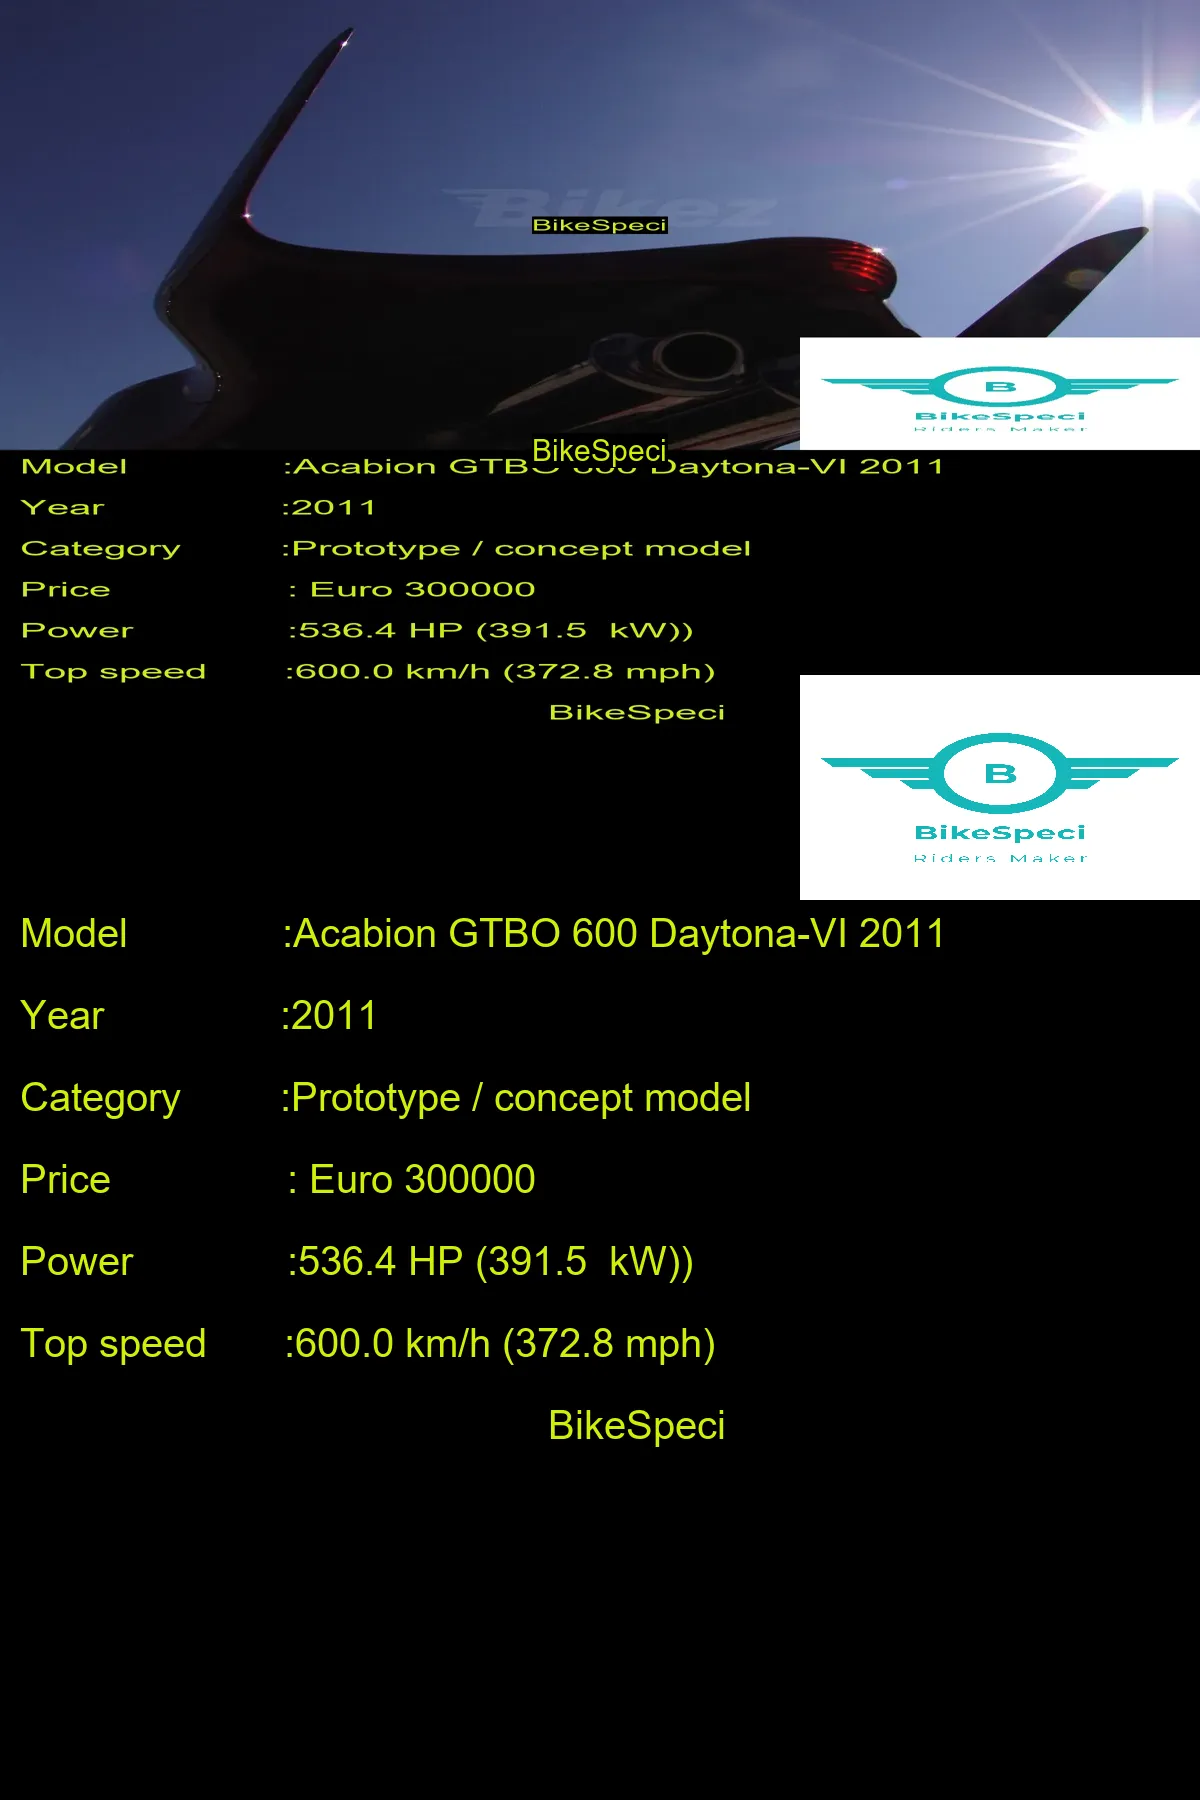 Bikez
BikeSpeci
B
BikeSpeci
Riders Maker
BikeSpeci
Model :Acabion GTBO 600 Daytona-VI 2011
Year :2011
Category :Prototype / concept model
Price : Euro 300000
Power :536.4 HP (391.5 kW))
Top speed :600.0 km/h (372.8 mph)
BikeSpeci
B
BikeSpeci
Riders Maker
Model :Acabion GTBO 600 Daytona-VI 2011
Year :2011
Category :Prototype / concept model
Price : Euro 300000
Power :536.4 HP (391.5 kW))
Top speed :600.0 km/h (372.8 mph)
BikeSpeci